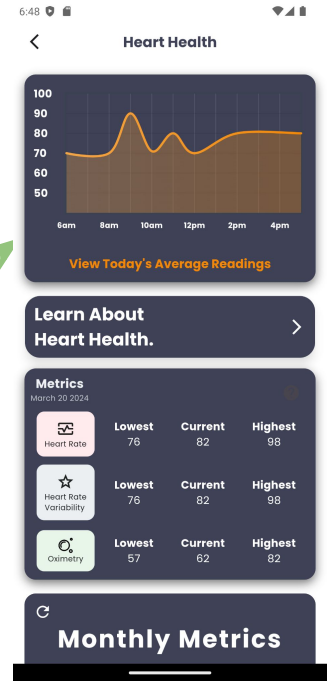 6:48
Heart Health
100
90
80
70
60
50
6am 8am 10am 12pm 2pm 4pm
View Today's Average Readings
Learn About
Heart Health.
Metrics
March 20 2024
Heart Rate
Lowest Current Highest
76 82 98
Heart Rate
Variability
Lowest Current Highest
76 82 98
Oximetry
Lowest Current Highest
57 62 82
Monthly Metrics